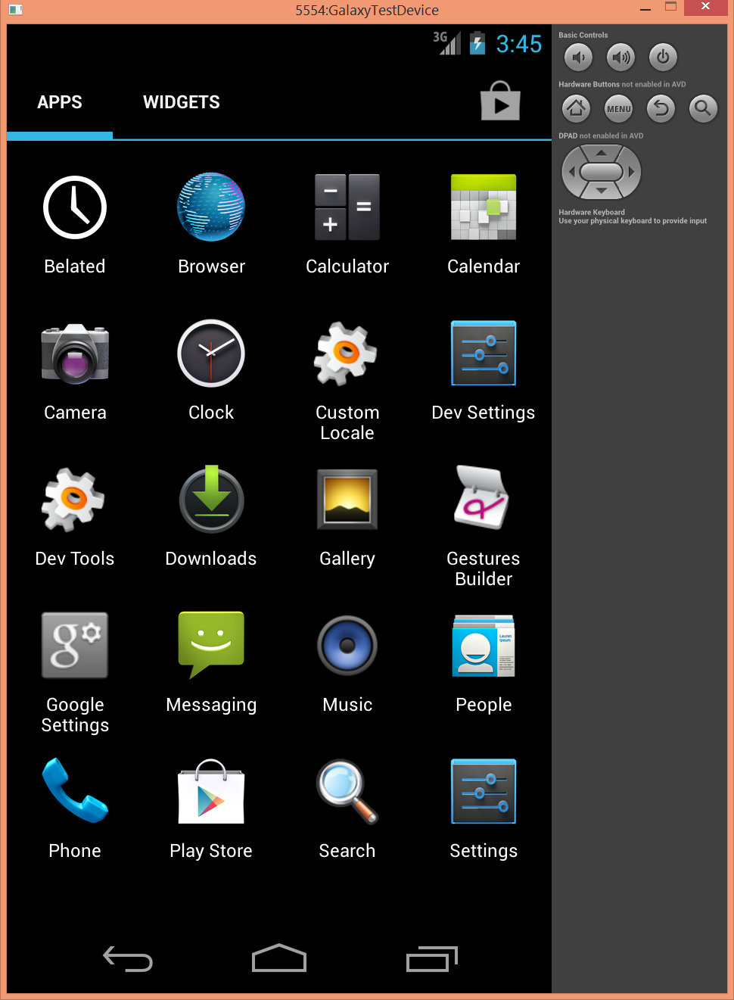 5554:GalaxyTestDevice
3G 3:45
APPS WIDGETS
Belated Browser Calculator Calendar
Camera Clock Custom Locale Dev Settings
Dev Tools Downloads Gallery Gestures Builder
Google Settings Messaging Music People
Phone Play Store Search Settings
Basic Controls
Hardware Buttons not enabled in AVD
MENU
DPAD not enabled in AVD
Hardware Keyboard
Use your physical keyboard to provide input